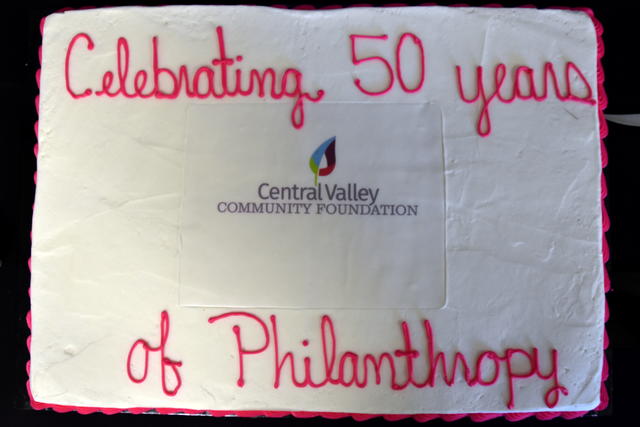 Celebrating 50 years
Central Valley
COMMUNITY FOUNDATION
of Philanthropy